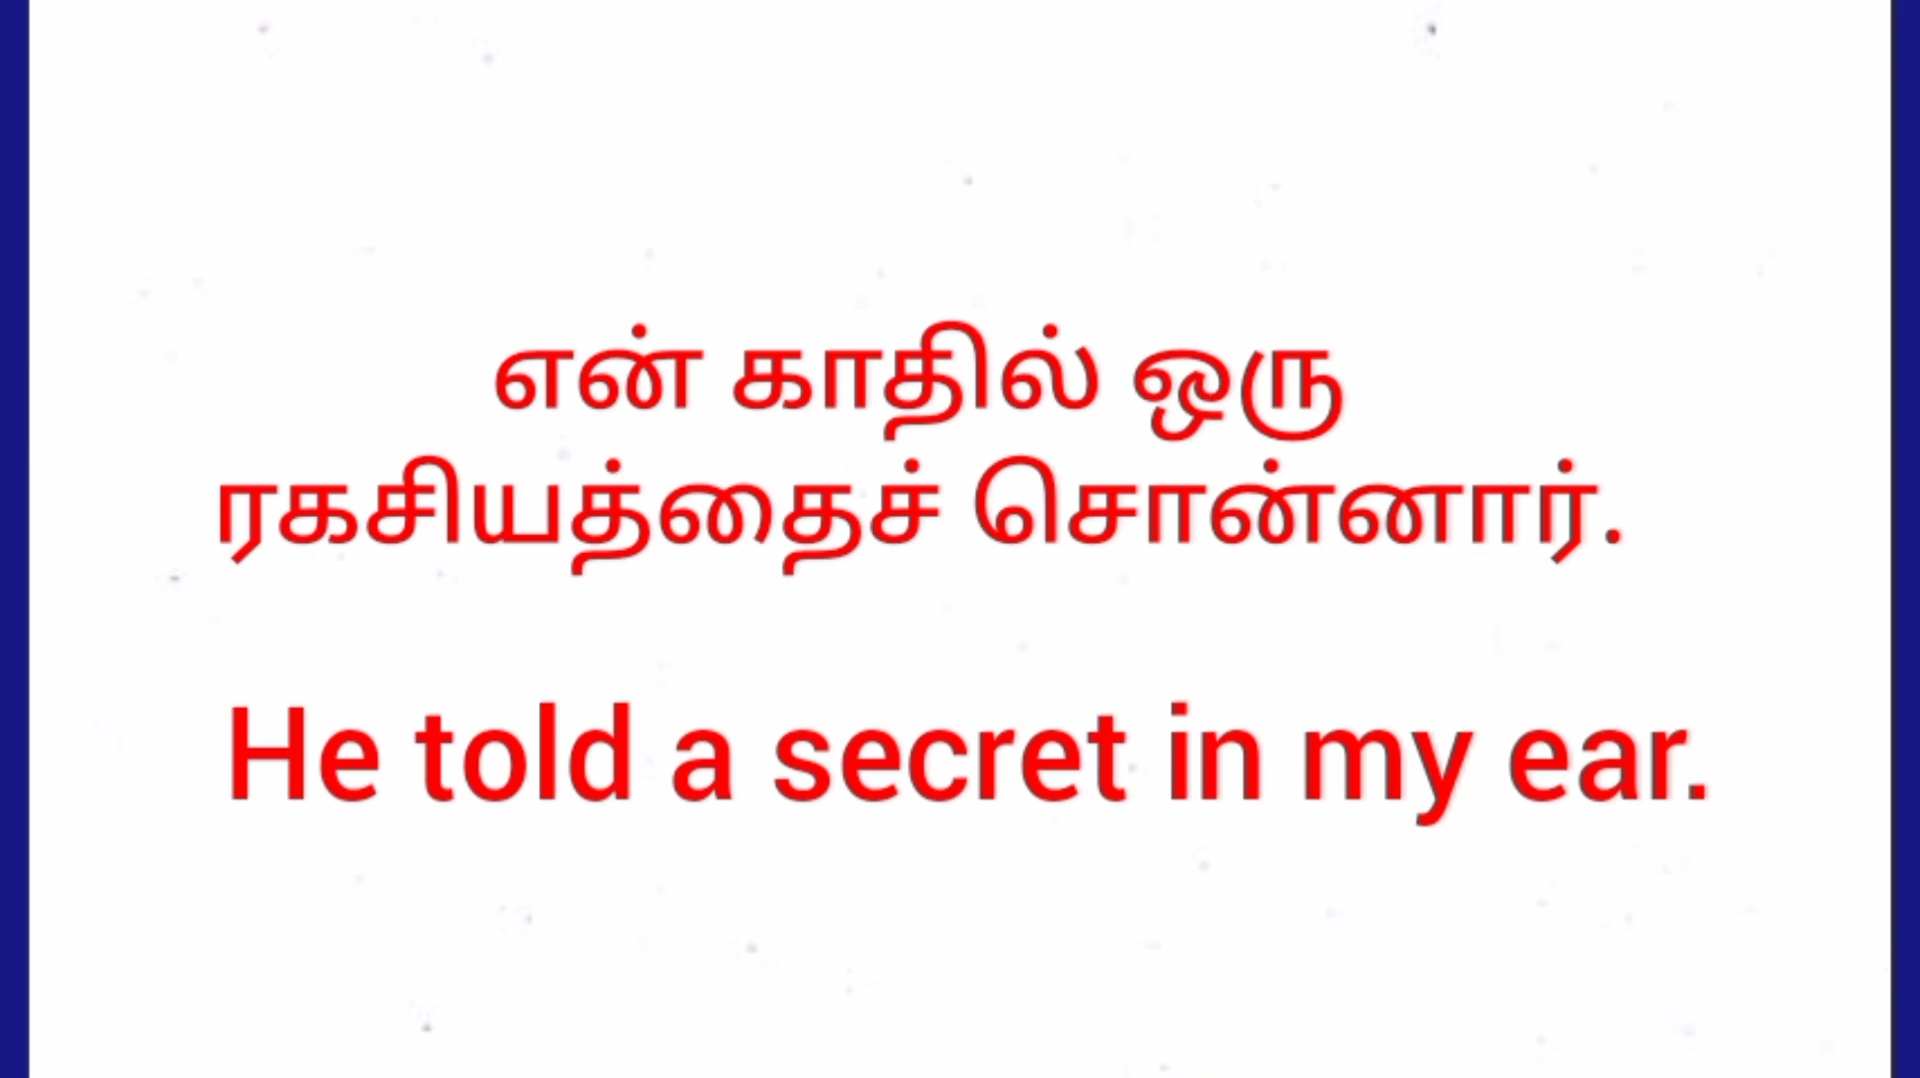 என் காதில் ஒரு
ரகசியத்தைச் சொன்னார்.
He told a secret in my ear.